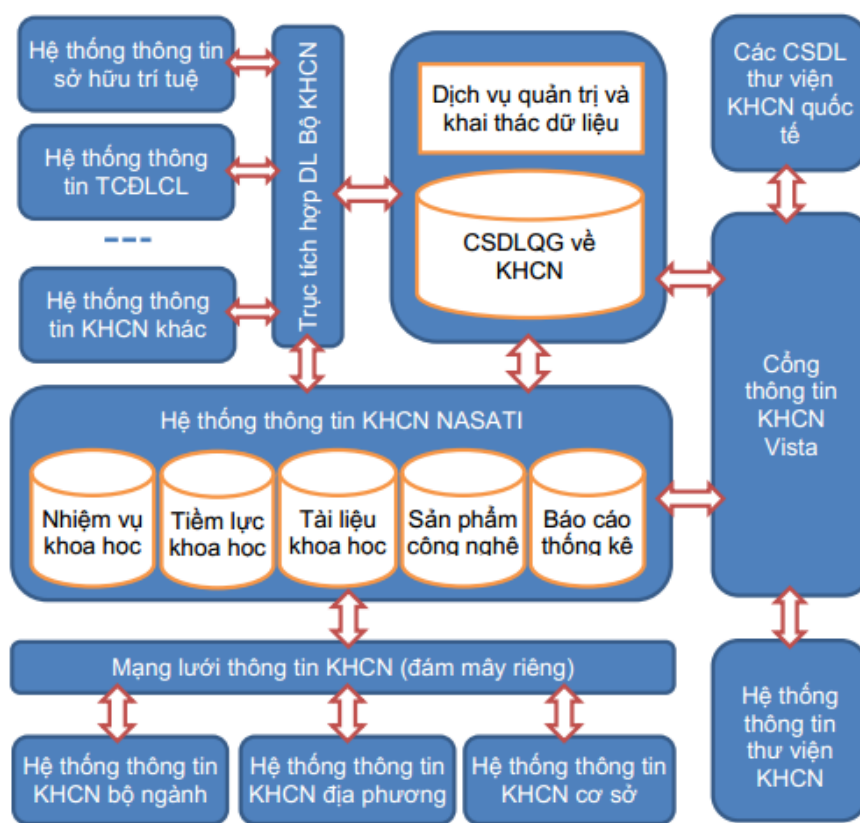 Hệ thống thông tin
sở hữu trí tuệ
Hệ thống thông
tin TCĐLCL
Hệ thống thông
tin KHCN khác
Trục tích hợp DL Bộ KHCN
Dịch vụ quản trị và
khai thác dữ liệu
CSDLQG về
KHCN
Các CSDL
thư viện
KHCN quốc
tế
Cổng
thông tin
KHCN
Vista
Hệ thống thông tin KHCN NASATI
Nhiệm vụ
khoa học
Tiềm lực
khoa học
Tài liệu
khoa học
Sản phẩm
công nghệ
Báo cáo
thống kê
Mạng lưới thông tin KHCN (đám mây riêng)
Hệ thống thông tin
KHCN bộ ngành
Hệ thống thông tin
KHCN địa phương
Hệ thống thông tin
KHCN cơ sở
Hệ thống
thông tin
thư viện
KHCN